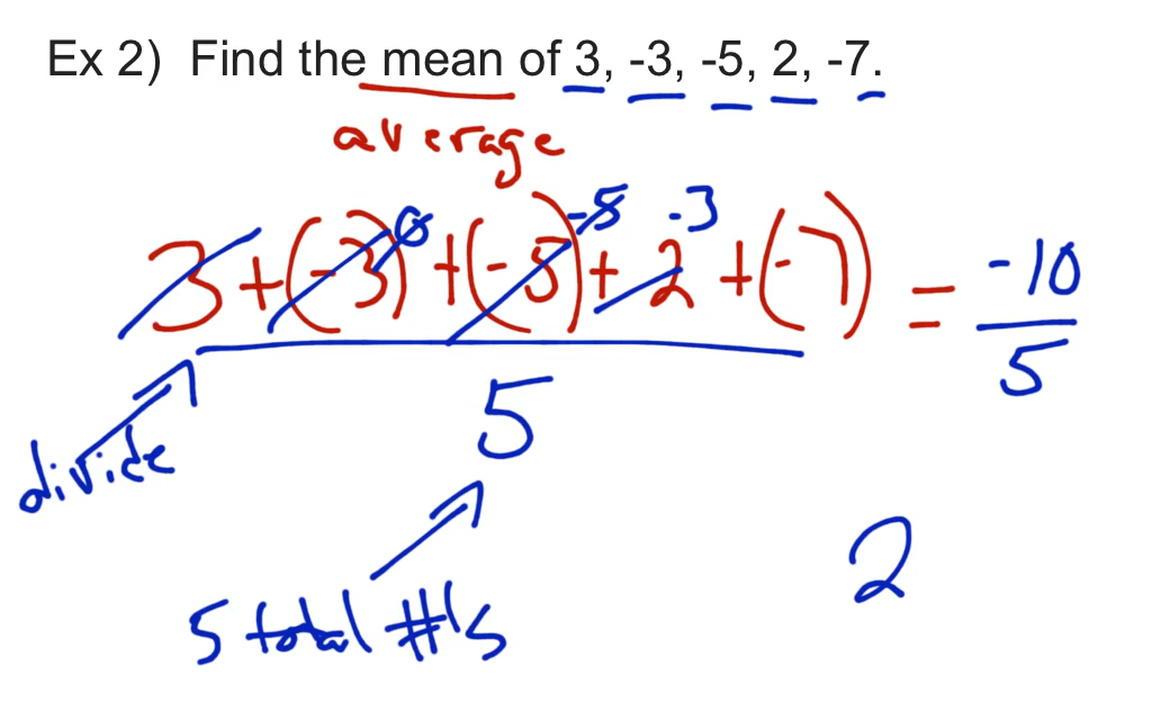 Ex 2) Find the mean of 3, -3, -5, 2, -7.
average
0 -5 -3
3+(-3)+(-5)+2+(-7) = -10/5
5
divide
5 total #'s
2